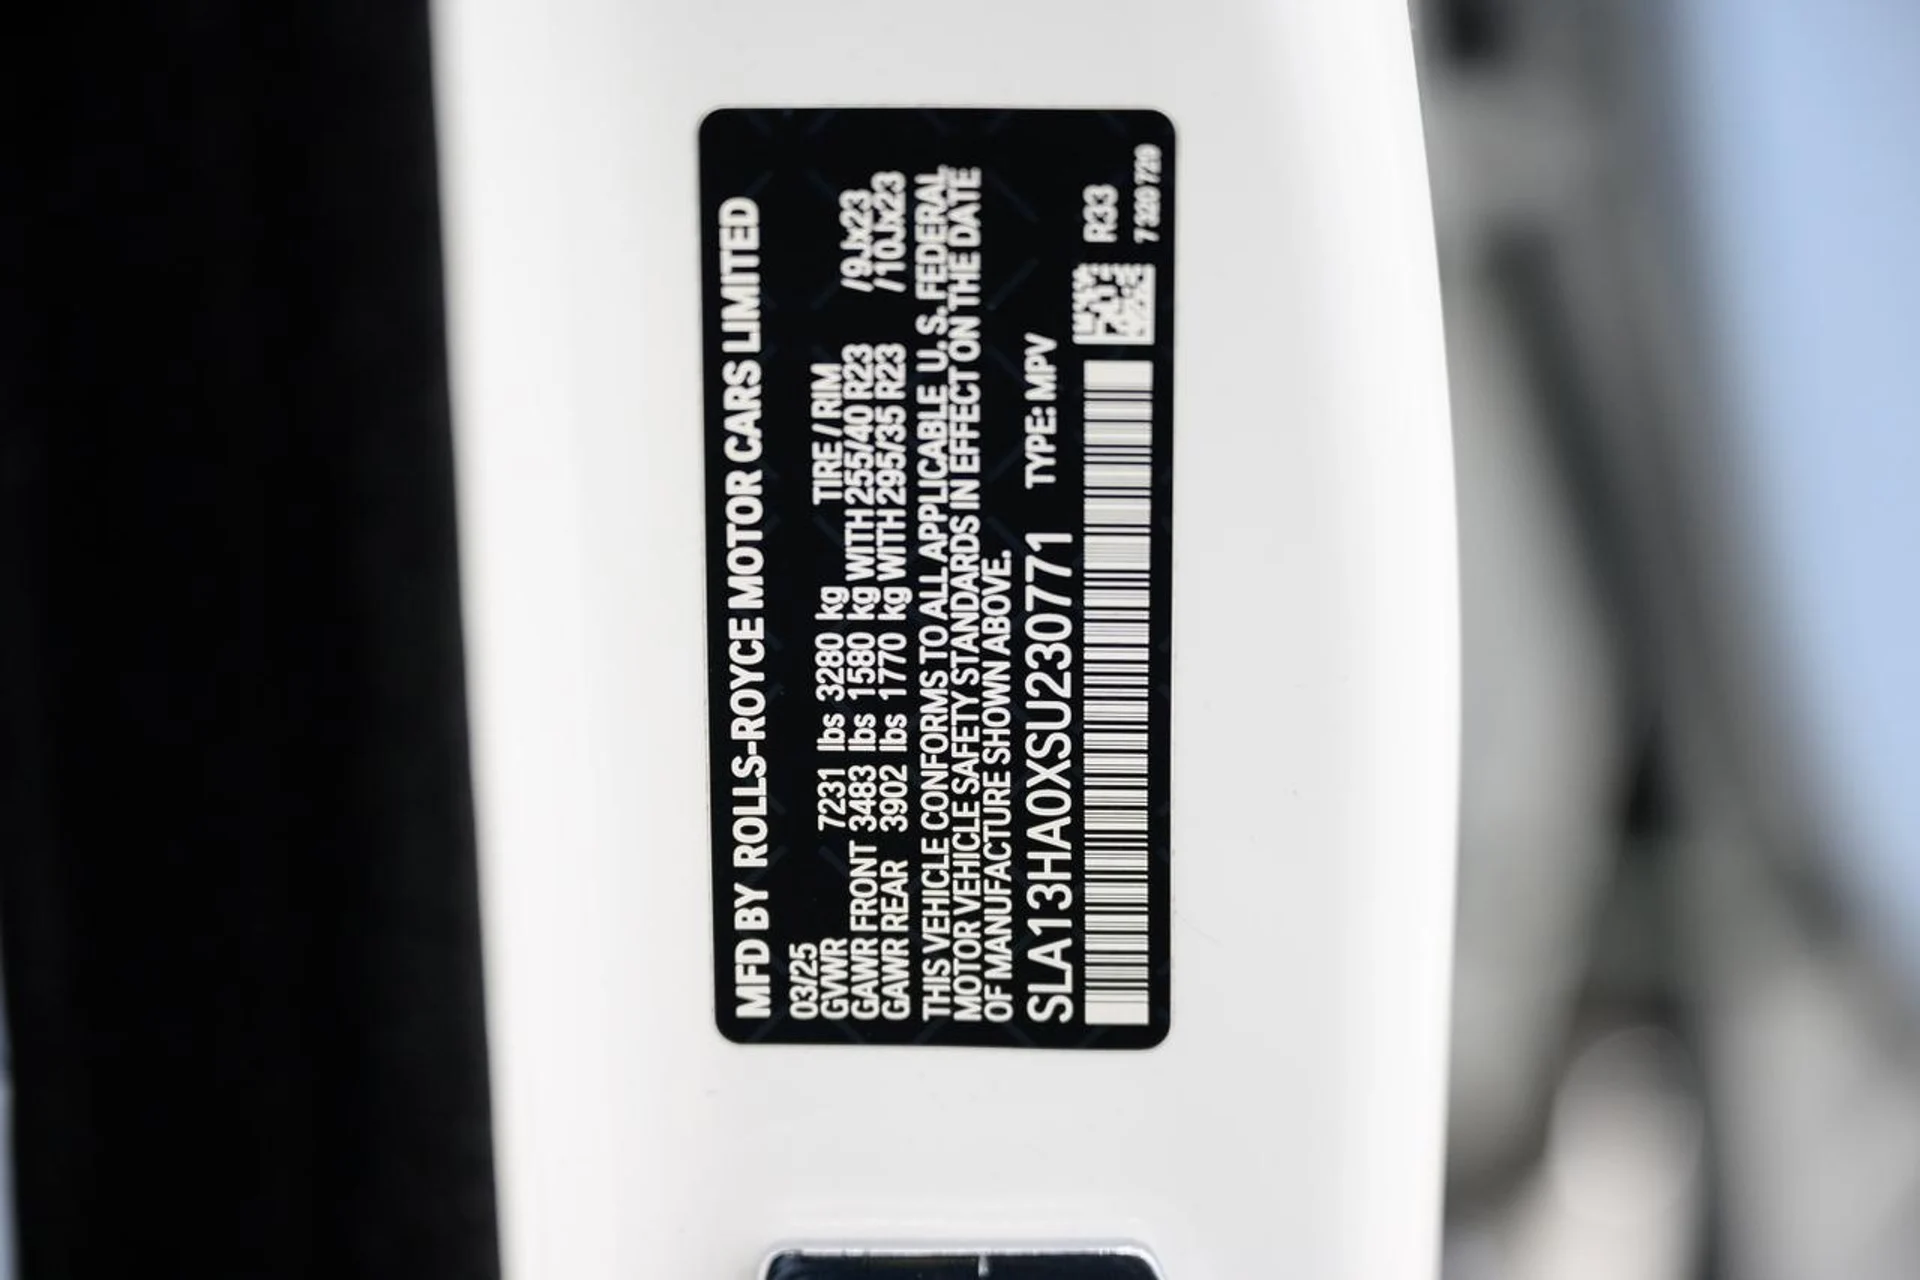 MFD BY ROLLS-ROYCE MOTOR CARS LIMITED
03/25
GVWR 7231 lbs 3280 kg TIRE / RIM
GAWR FRONT 3483 lbs 1580 kg WITH 255/40 R23 /9Jx23
GAWR REAR 3902 lbs 1770 kg WITH 295/35 R23 /10Jx23
THIS VEHICLE CONFORMS TO ALL APPLICABLE U. S. FEDERAL
MOTOR VEHICLE SAFETY STANDARDS IN EFFECT ON THE DATE
OF MANUFACTURE SHOWN ABOVE.
SLA13HA0XSU230771 TYPE: MPV
R33
7 320 720